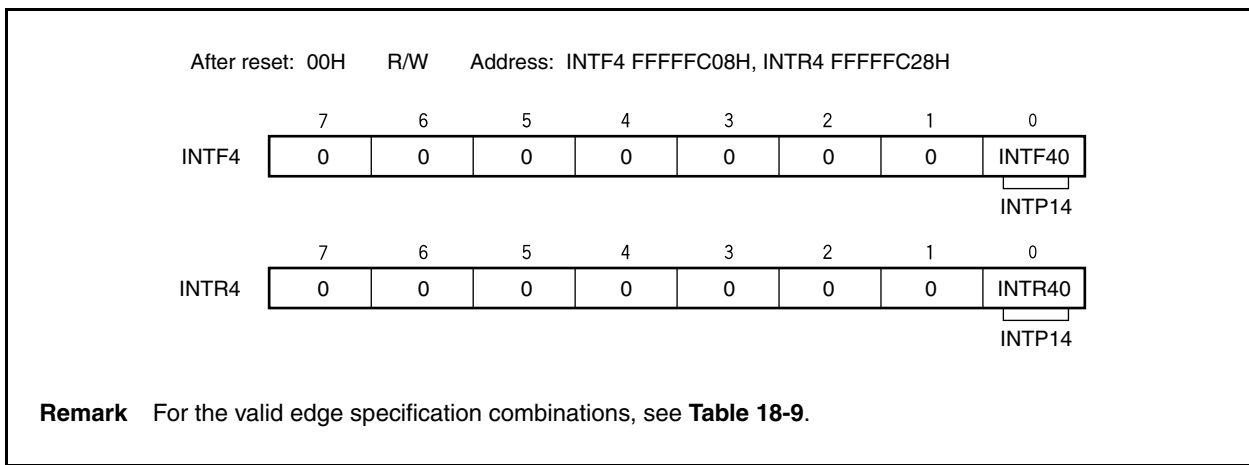 After reset: 00H R/W Address: INTF4 FFFFFC08H, INTR4 FFFFFC28H
7 6 5 4 3 2 1 0
INTF4 0 0 0 0 0 0 0 INTF40
INTP14
7 6 5 4 3 2 1 0
INTR4 0 0 0 0 0 0 0 INTR40
INTP14
Remark For the valid edge specification combinations, see Table 18-9.